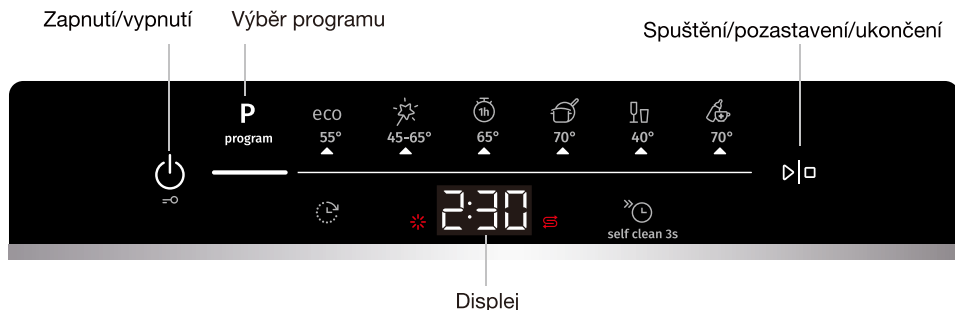 Zapnutí/vypnutí
Výběr programu
Spuštění/pozastavení/ukončení
P
program
eco
55°
45-65°
1h
65°
70°
40°
70°
2:30
self clean 3s
Displej